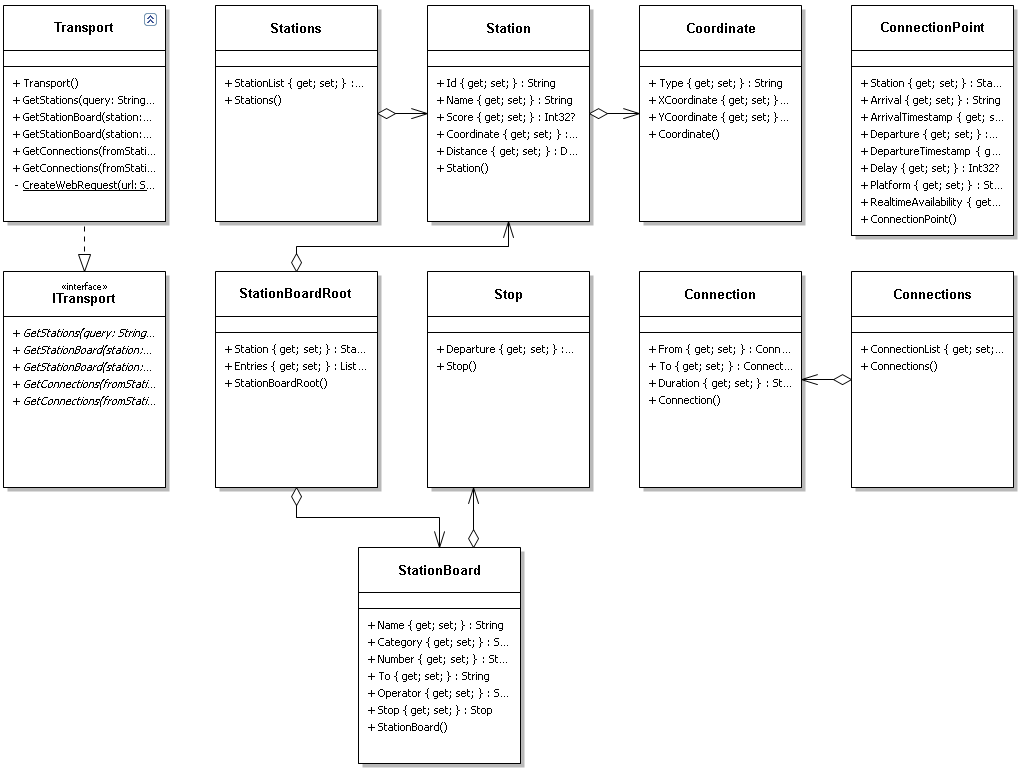 Transport
+ Transport()
+ GetStations(query: String...
+ GetStationBoard(station:...
+ GetStationBoard(station:...
+ GetConnections(fromStati...
+ GetConnections(fromStati...
- CreateWebRequest(url: S...
Stations
+ StationList { get; set; } :...
+ Stations()
Station
+ Id { get; set; } : String
+ Name { get; set; } : String
+ Score { get; set; } : Int32?
+ Coordinate { get; set; } :...
+ Distance { get; set; } : D...
+ Station()
Coordinate
+ Type { get; set; } : String
+ XCoordinate { get; set; }...
+ YCoordinate { get; set; }...
+ Coordinate()
ConnectionPoint
+ Station { get; set; } : Sta...
+ Arrival { get; set; } : String
+ ArrivalTimestamp { get; s...
+ Departure { get; set; } :...
+ DepartureTimestamp { g...
+ Delay { get; set; } : Int32?
+ Platform { get; set; } : St...
+ RealtimeAvailability { get...
+ ConnectionPoint()
«interface»
ITransport
+ GetStations(query: String...
+ GetStationBoard(station:...
+ GetStationBoard(station:...
+ GetConnections(fromStati...
+ GetConnections(fromStati...
StationBoardRoot
+ Station { get; set; } : Sta...
+ Entries { get; set; } : List...
+ StationBoardRoot()
Stop
+ Departure { get; set; } :...
+ Stop()
Connection
+ From { get; set; } : Conn...
+ To { get; set; } : Connect...
+ Duration { get; set; } : St...
+ Connection()
Connections
+ ConnectionList { get; set;...
+ Connections()
StationBoard
+ Name { get; set; } : String
+ Category { get; set; } : S...
+ Number { get; set; } : St...
+ To { get; set; } : String
+ Operator { get; set; } : S...
+ Stop { get; set; } : Stop
+ StationBoard()